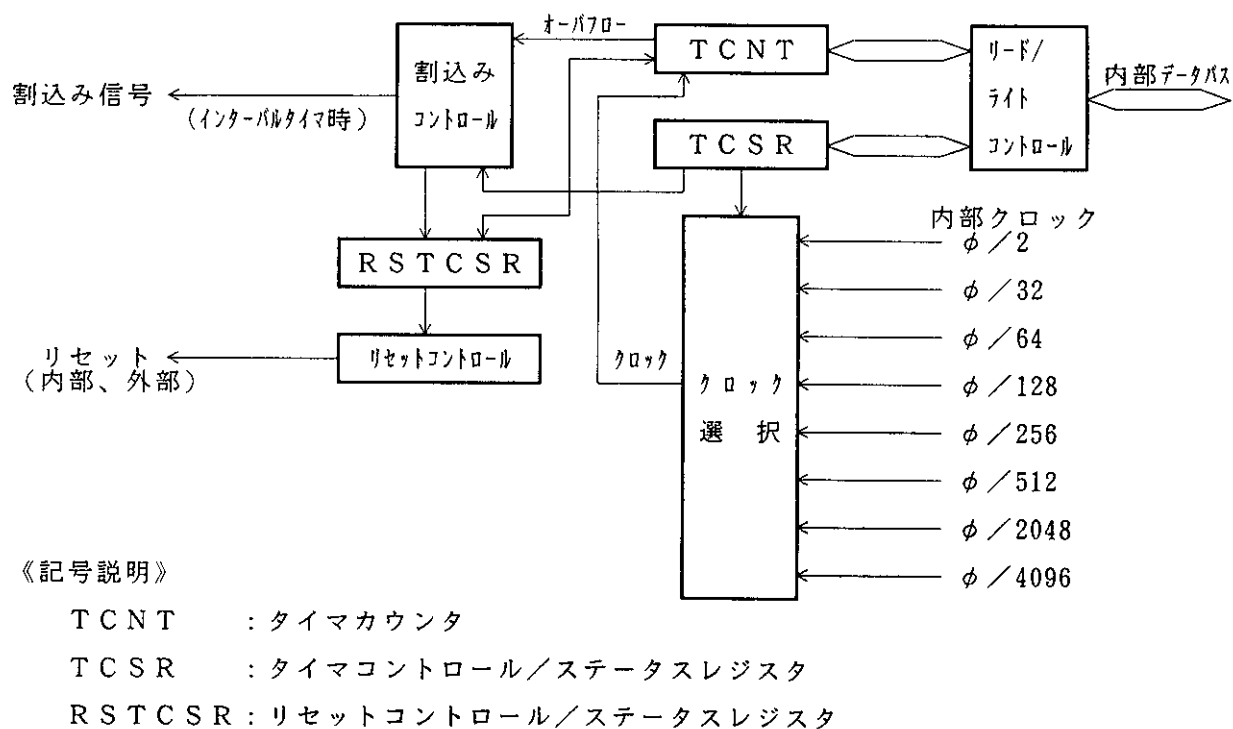 オーバフロー
TCNT
リード/
ライト
コントロール
内部データバス
割込み
コントロール
割込み信号
(インターバルタイマ時)
TCSR
内部クロック
φ/2
RSTCSR
φ/32
φ/64
リセット
(内部、外部)
リセットコントロール
クロック
クロック
選択
φ/128
φ/256
φ/512
φ/2048
φ/4096
《記号説明》
TCNT :タイマカウンタ
TCSR :タイマコントロール/ステータスレジスタ
RSTCSR:リセットコントロール/ステータスレジスタ